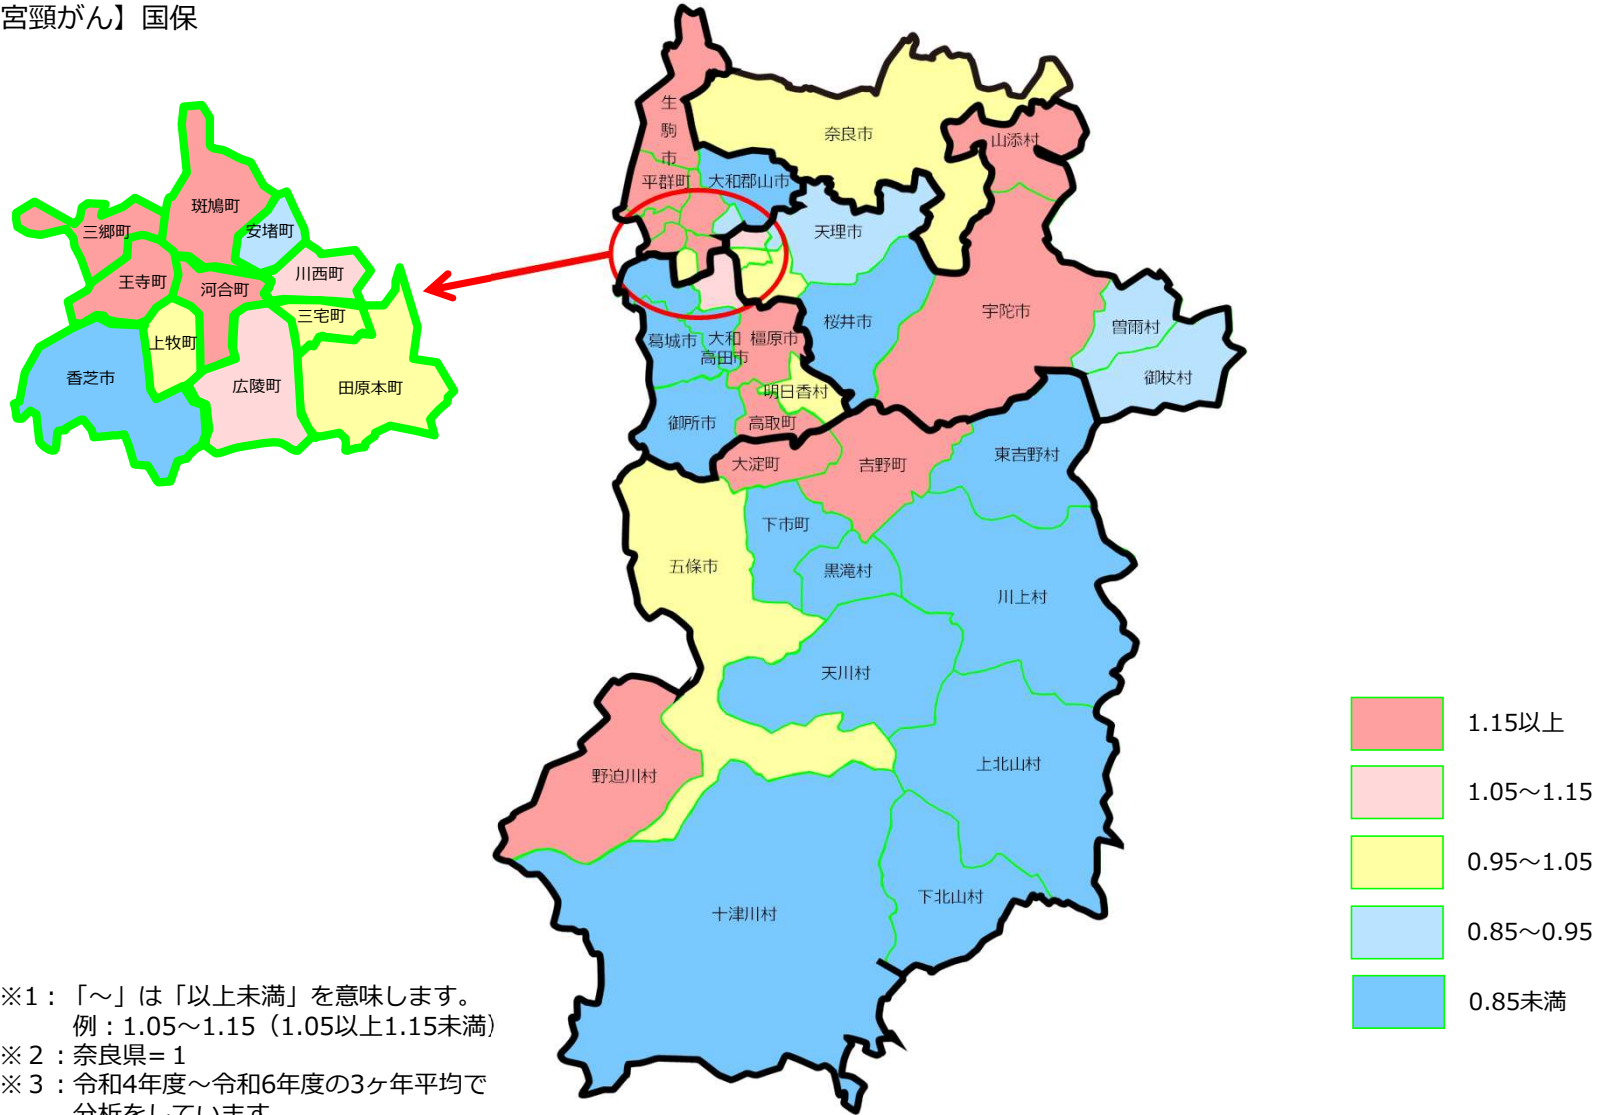 宮頸がん】国保
生駒市
奈良市
山添村
平群町
大和郡山市
斑鳩町
三郷町
安堵町
天理市
川西町
王寺町
河合町
三宅町
宇陀市
桜井市
曽爾村
上牧町
葛城市
大和
高田市
橿原市
香芝市
広陵町
田原本町
御杖村
明日香村
御所市
高取町
東吉野村
大淀町
吉野町
下市町
五條市
黒滝村
川上村
天川村
上北山村
野迫川村
下北山村
十津川村
1.15以上
1.05～1.15
0.95～1.05
0.85～0.95
0.85未満
※1：「～」は「以上未満」を意味します。
例：1.05～1.15（1.05以上1.15未満）
※２：奈良県=１
※３：令和4年度～令和6年度の3ヶ年平均で
分析をしています